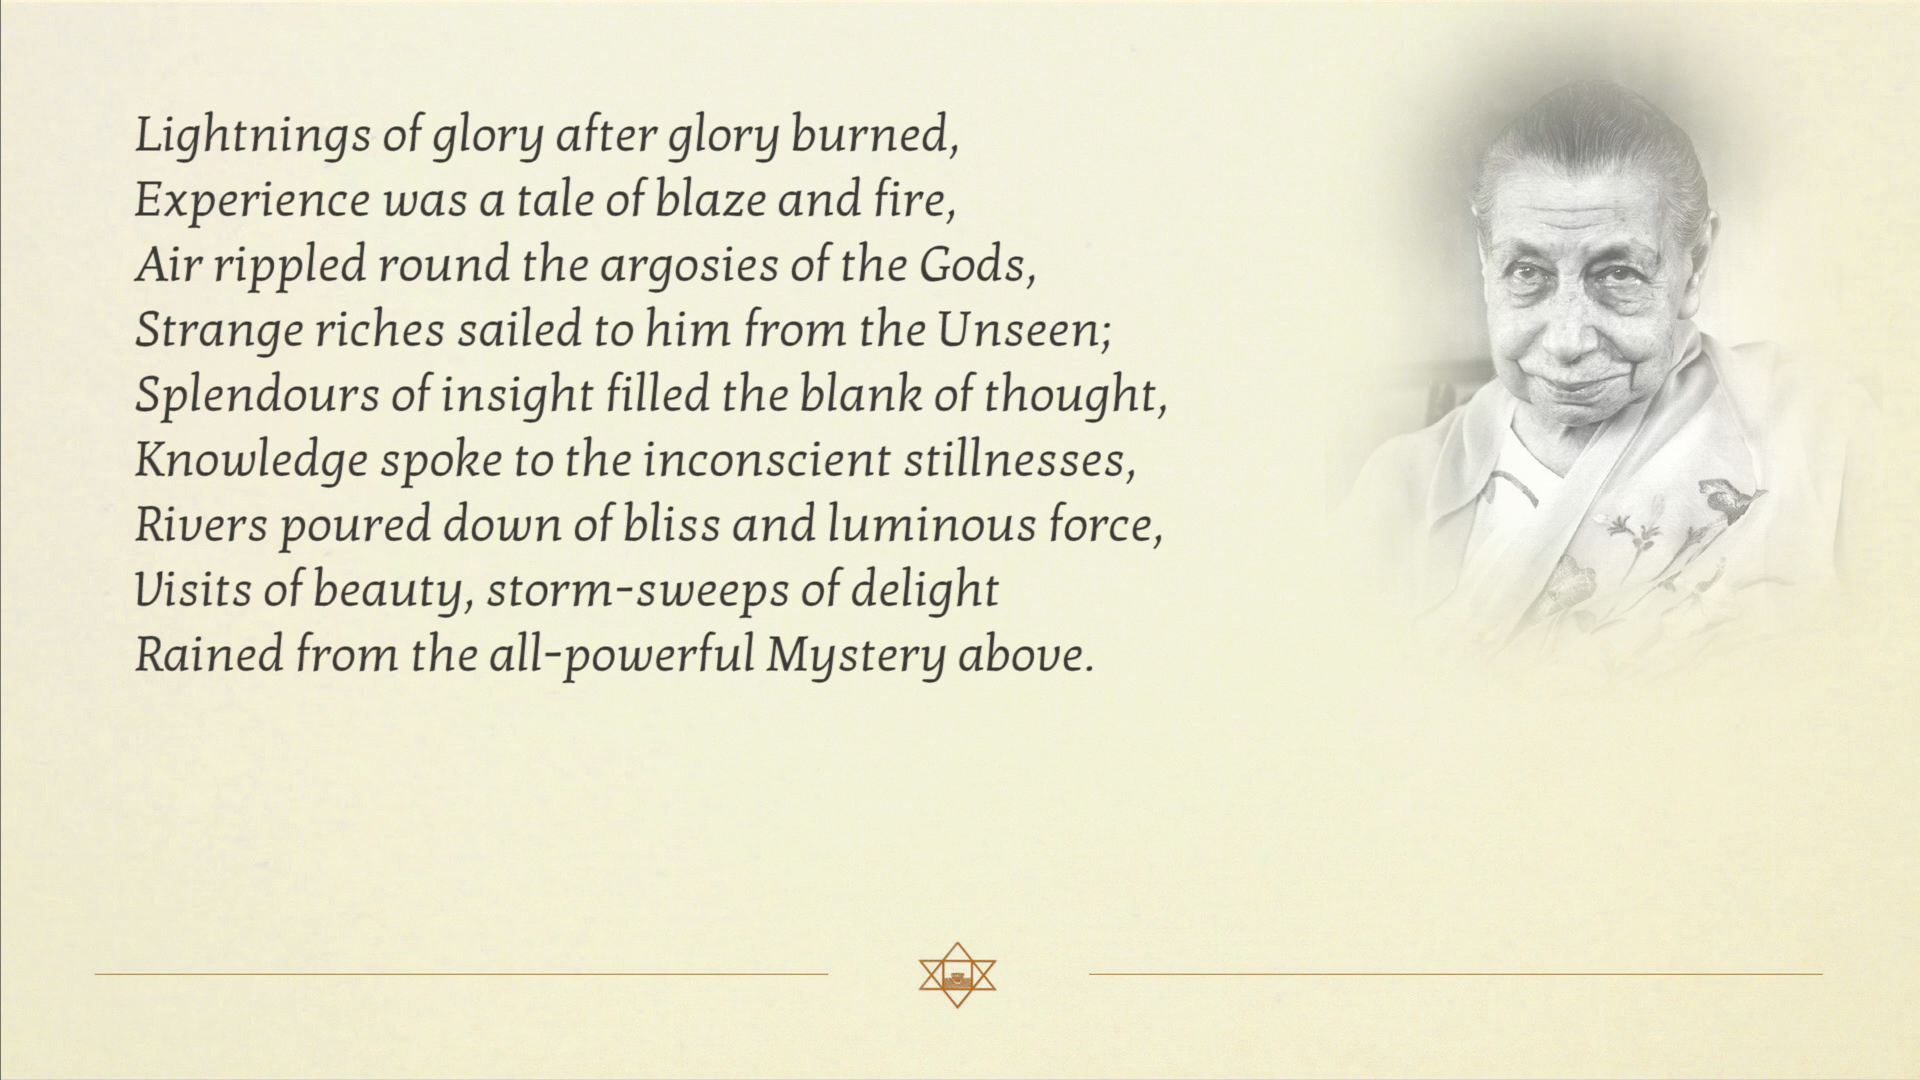 Lightnings of glory after glory burned,
Experience was a tale of blaze and fire,
Air rippled round the argosies of the Gods,
Strange riches sailed to him from the Unseen;
Splendours of insight filled the blank of thought,
Knowledge spoke to the inconscient stillnesses,
Rivers poured down of bliss and luminous force,
Visits of beauty, storm-sweeps of delight
Rained from the all-powerful Mystery above.